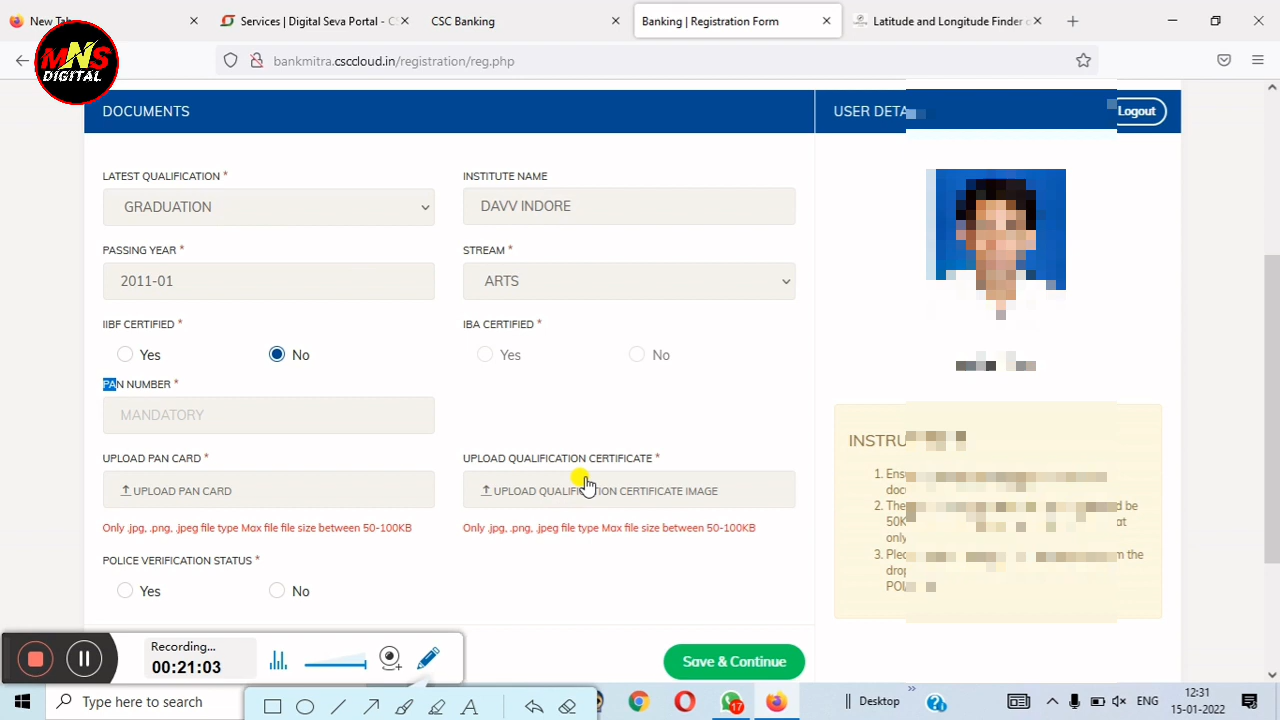 New Ta
Services | Digital Seva Portal - C
CSC Banking
Banking | Registration Form
Latitude and Longitude Finder o
MNS
DIGITAL
bankmitra.csccloud.in/registration/reg.php
DOCUMENTS
USER DETA
Logout
LATEST QUALIFICATION *
INSTITUTE NAME
GRADUATION
DAVV INDORE
PASSING YEAR *
STREAM *
2011-01
ARTS
IIBF CERTIFIED *
IBA CERTIFIED *
Yes
No
Yes
No
PAN NUMBER *
MANDATORY
INSTRU
UPLOAD PAN CARD *
UPLOAD QUALIFICATION CERTIFICATE *
UPLOAD PAN CARD
UPLOAD QUALIFICATION CERTIFICATE IMAGE
Only .jpg, .png, .jpeg file type Max file file size between 50-100KB
Only .jpg, .png, .jpeg file type Max file size between 50-100KB
1. Ens
docu
2. The d be
50K at
only
3. Plea m the
drop
POL
POLICE VERIFICATION STATUS *
Yes
No
Recording...
00:21:03
Save & Continue
Type here to search
17
Desktop
ENG
12:31
15-01-2022